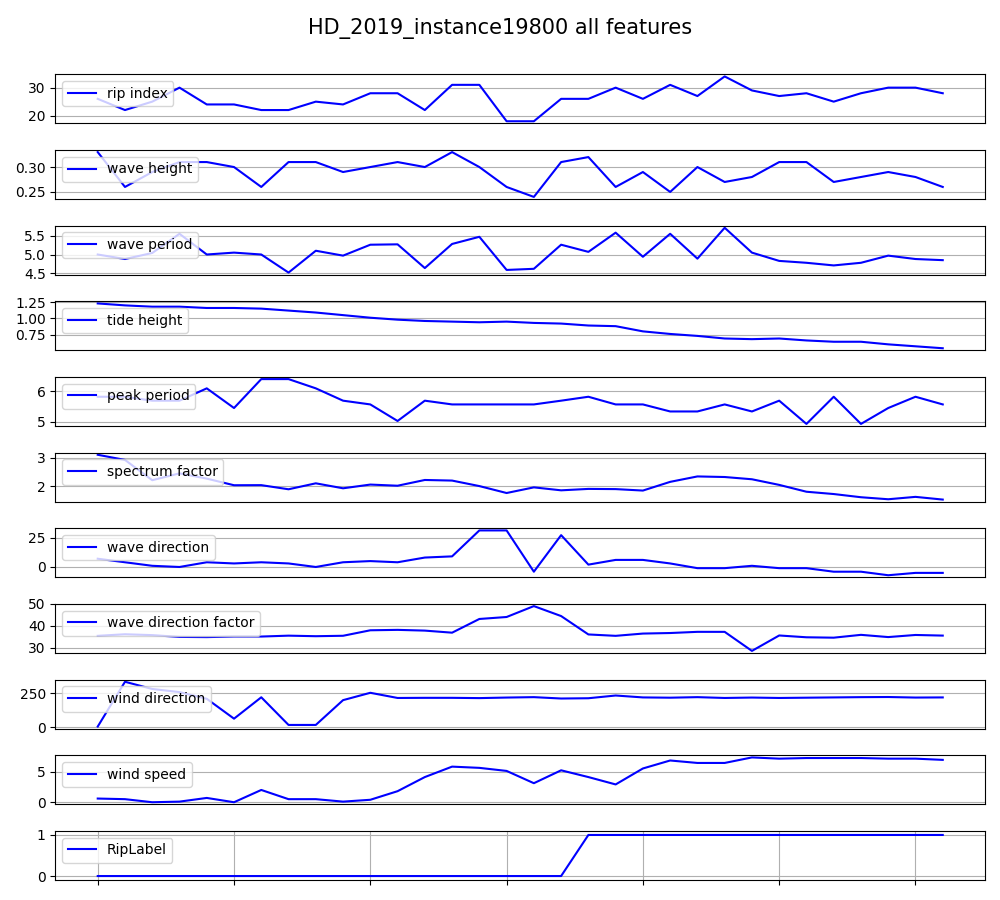 HD_2019_instance19800 all features
30
20
rip index
0.30
0.25
wave height
5.5
5.0
4.5
wave period
1.25
1.00
0.75
tide height
6
5
peak period
3
2
spectrum factor
25
0
wave direction
50
40
30
wave direction factor
250
0
wind direction
5
0
wind speed
1
0
RipLabel